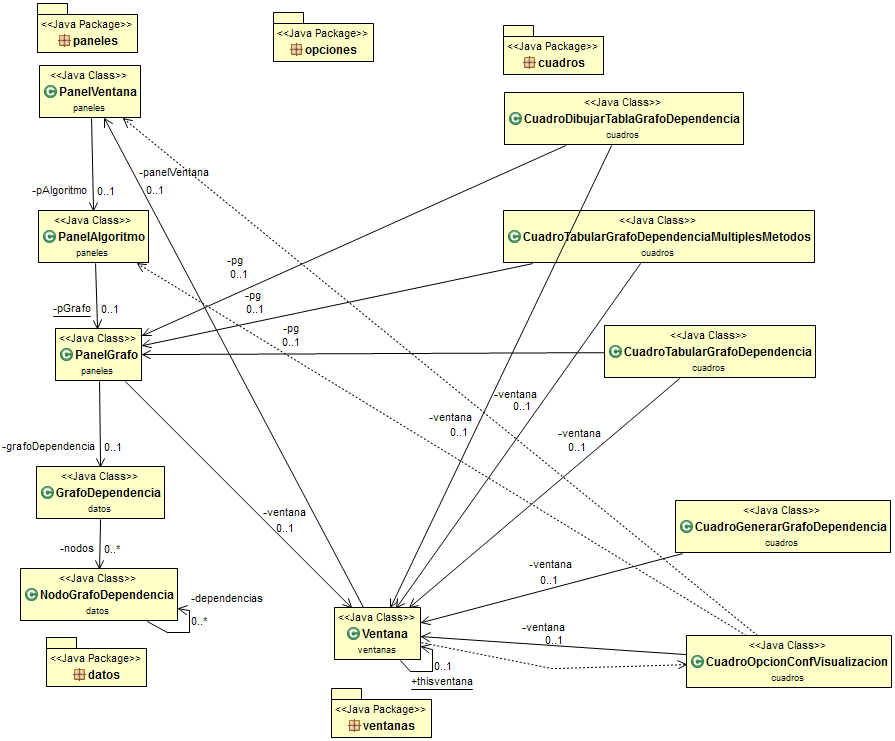 <<Java Package>>
paneles
<<Java Package>>
opciones
<<Java Package>>
cuadros
<<Java Class>>
PanelVentana
paneles
<<Java Class>>
CuadroDibujarTablaGrafoDependencia
cuadros
-panelVentana
0..1
-pAlgoritmo
0..1
<<Java Class>>
PanelAlgoritmo
paneles
<<Java Class>>
CuadroTabularGrafoDependenciaMultiplesMetodos
cuadros
-pg
0..1
-pg
0..1
-pGrafo
0..1
-pg
0..1
<<Java Class>>
PanelGrafo
paneles
<<Java Class>>
CuadroTabularGrafoDependencia
cuadros
-ventana
0..1
-ventana
0..1
-ventana
0..1
-grafoDependencia
0..1
<<Java Class>>
GrafoDependencia
datos
-ventana
0..1
<<Java Class>>
CuadroGenerarGrafoDependencia
cuadros
-nodos
0..*
<<Java Class>>
NodoGrafoDependencia
datos
-dependencias
0..*
-ventana
0..1
<<Java Class>>
Ventana
ventanas
-ventana
0..1
<<Java Class>>
CuadroOpcionConfVisualizacion
cuadros
0..1
+thisventana
<<Java Package>>
datos
<<Java Package>>
ventanas